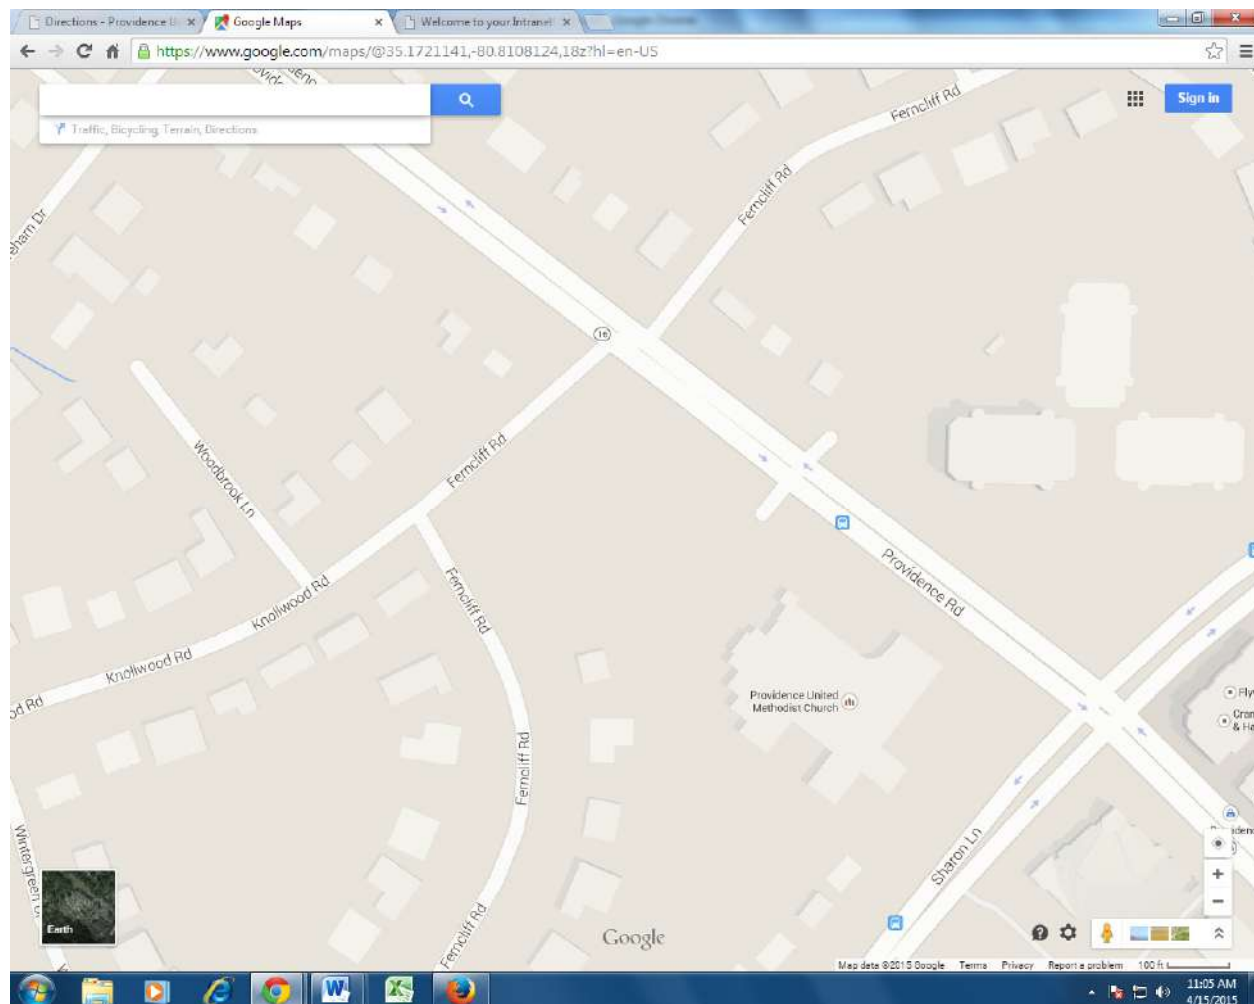 Directions - Providence U
Google Maps
Welcome to your Intranet
https://www.google.com/maps/@35.1721141,-80.8108124,18z?hl=en-US
Sign in
Traffic, Bicycling, Terrain, Directions
Ferncliff Rd
Ferncliff Rd
16
Woodbrook Ln
Ferncliff Rd
Providence Rd
Ferncliff Rd
Knollwood Rd
Knollwood Rd
Providence United
Methodist Church
Ferncliff Rd
Sharon Ln
Ferncliff Rd
Earth
Google
Map data ©2015 Google Terms Privacy Report a problem 100 ft
11:05 AM
4/15/2015